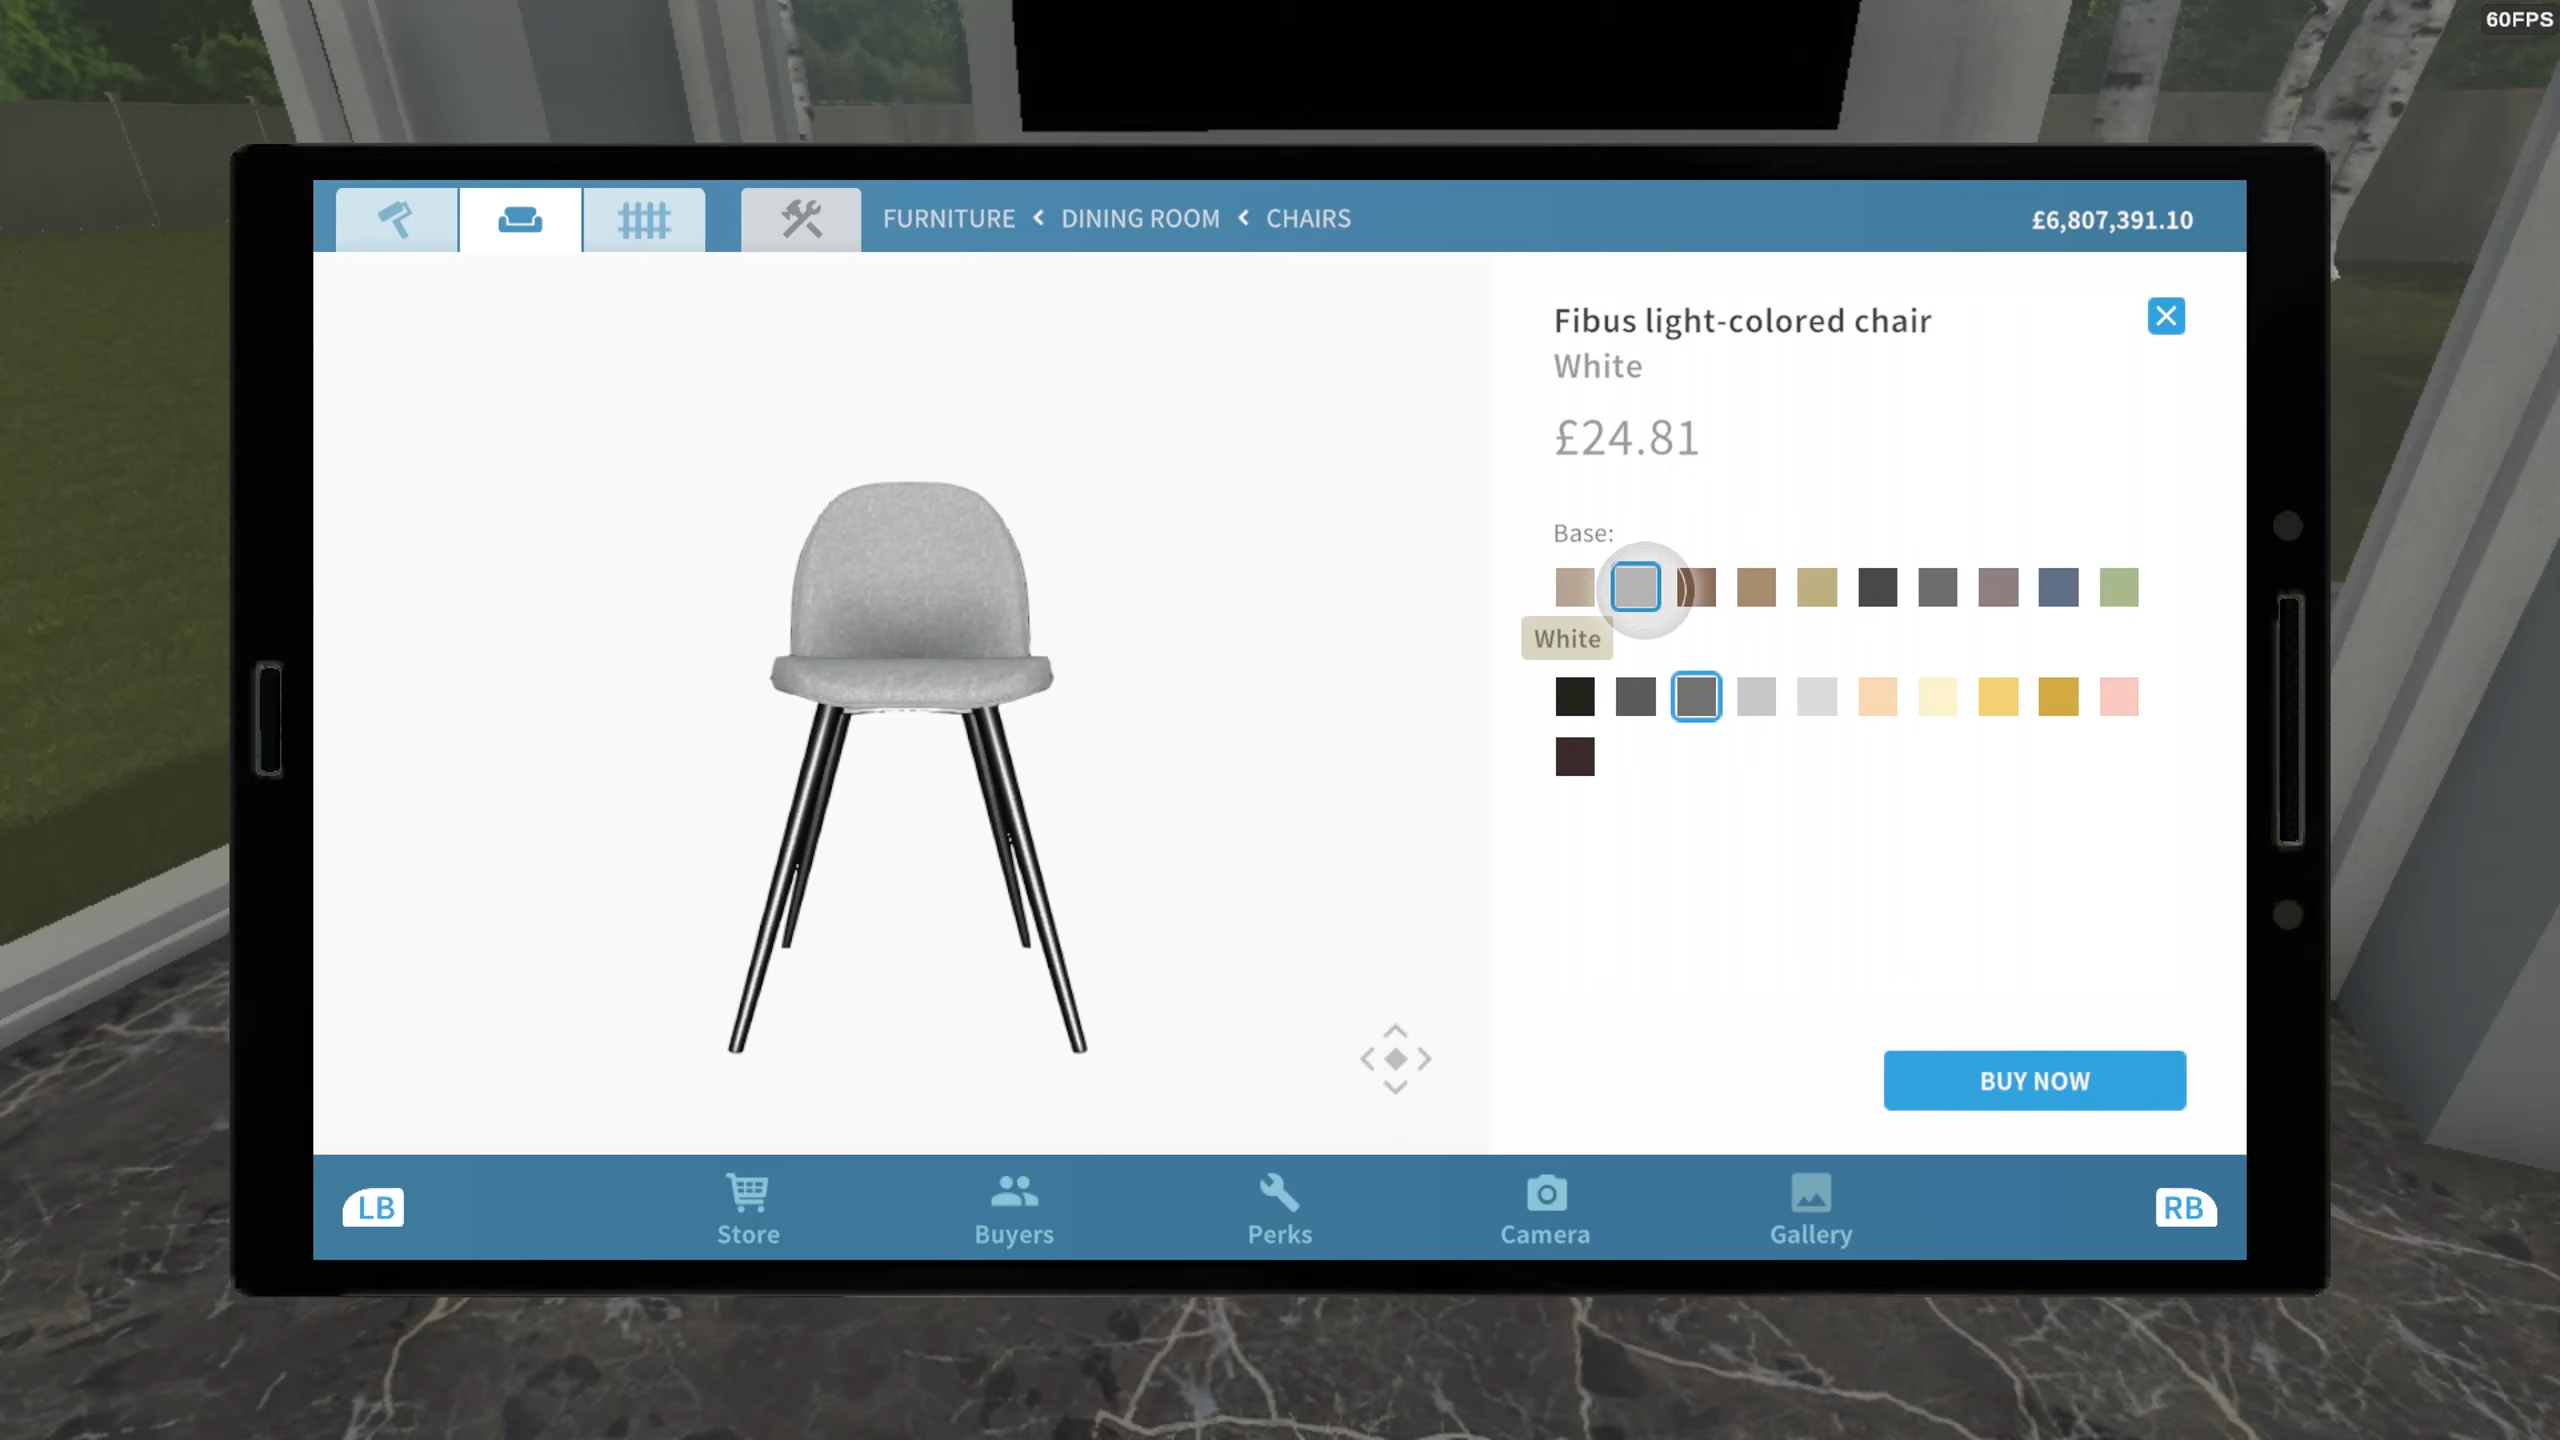 60FPS
FURNITURE < DINING ROOM < CHAIRS
£6,807,391.10
Fibus light-colored chair
White
£24.81
Base:
White
BUY NOW
LB
Store
Buyers
Perks
Camera
Gallery
RB